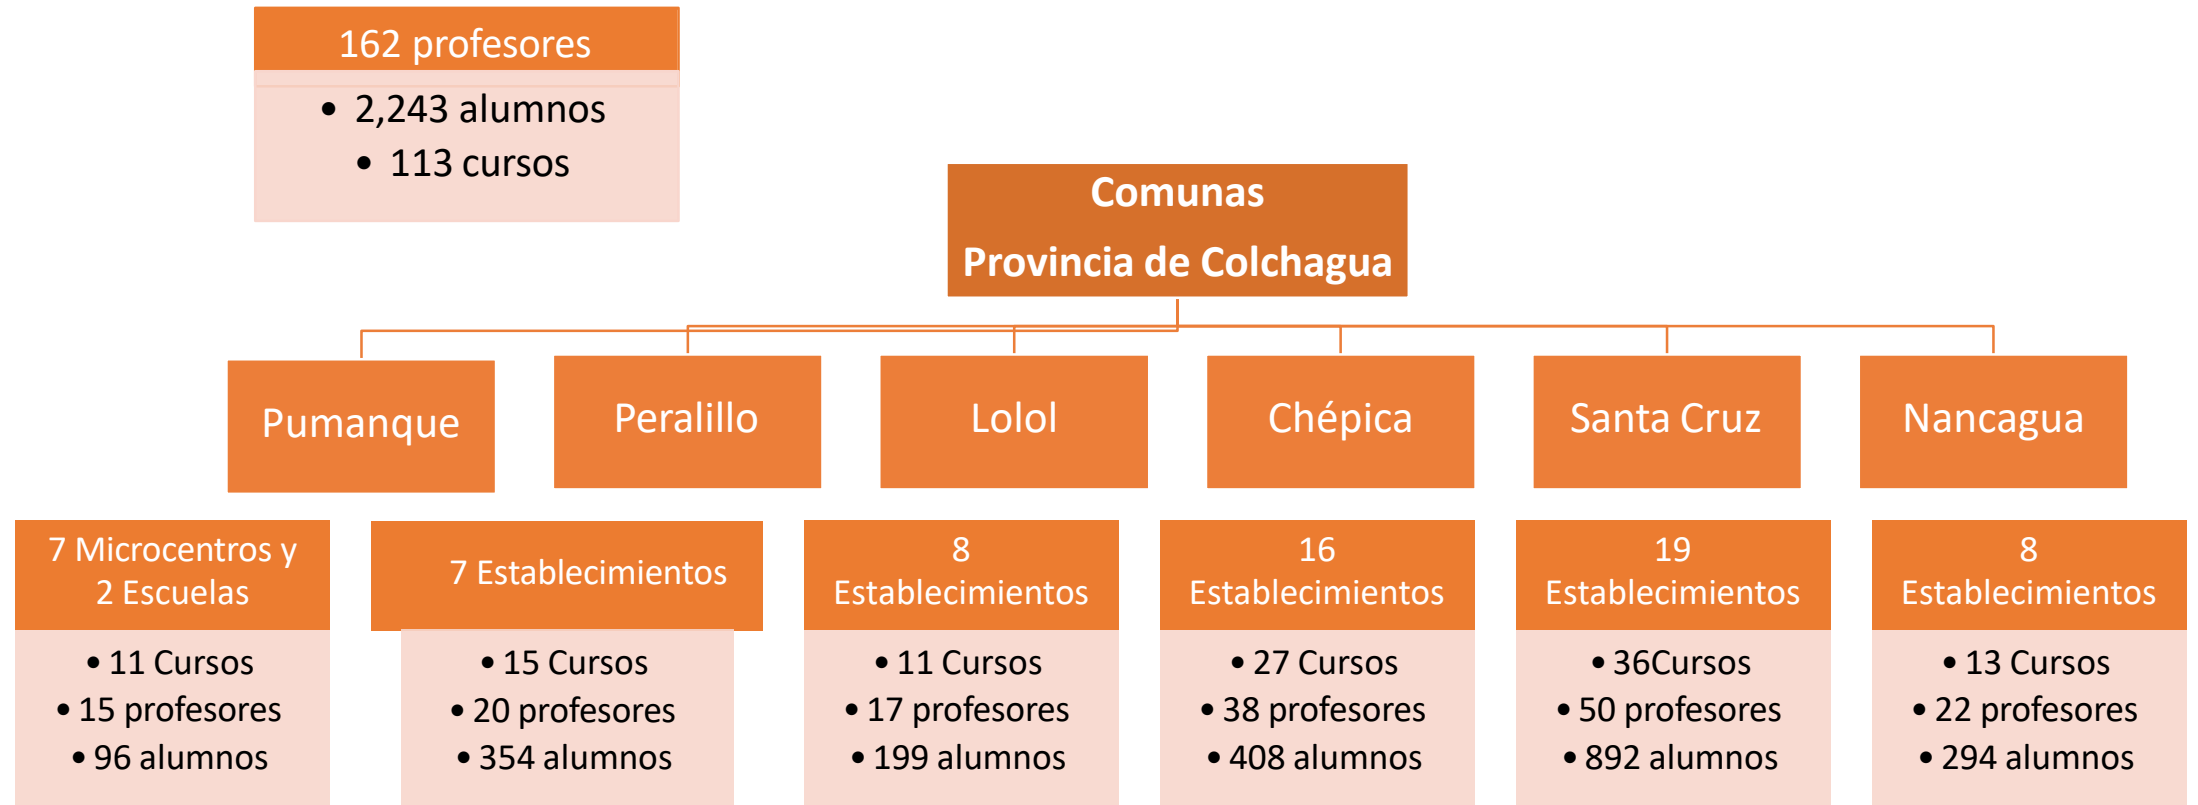 162 profesores
• 2,243 alumnos
• 113 cursos
Comunas
Provincia de Colchagua
Pumanque
Peralillo
Lolol
Chépica
Santa Cruz
Nancagua
7 Microcentros y
2 Escuelas
• 11 Cursos
• 15 profesores
• 96 alumnos
7 Establecimientos
• 15 Cursos
• 20 profesores
• 354 alumnos
8
Establecimientos
• 11 Cursos
• 17 profesores
• 199 alumnos
16
Establecimientos
• 27 Cursos
• 38 profesores
• 408 alumnos
19
Establecimientos
• 36Cursos
• 50 profesores
• 892 alumnos
8
Establecimientos
• 13 Cursos
• 22 profesores
• 294 alumnos